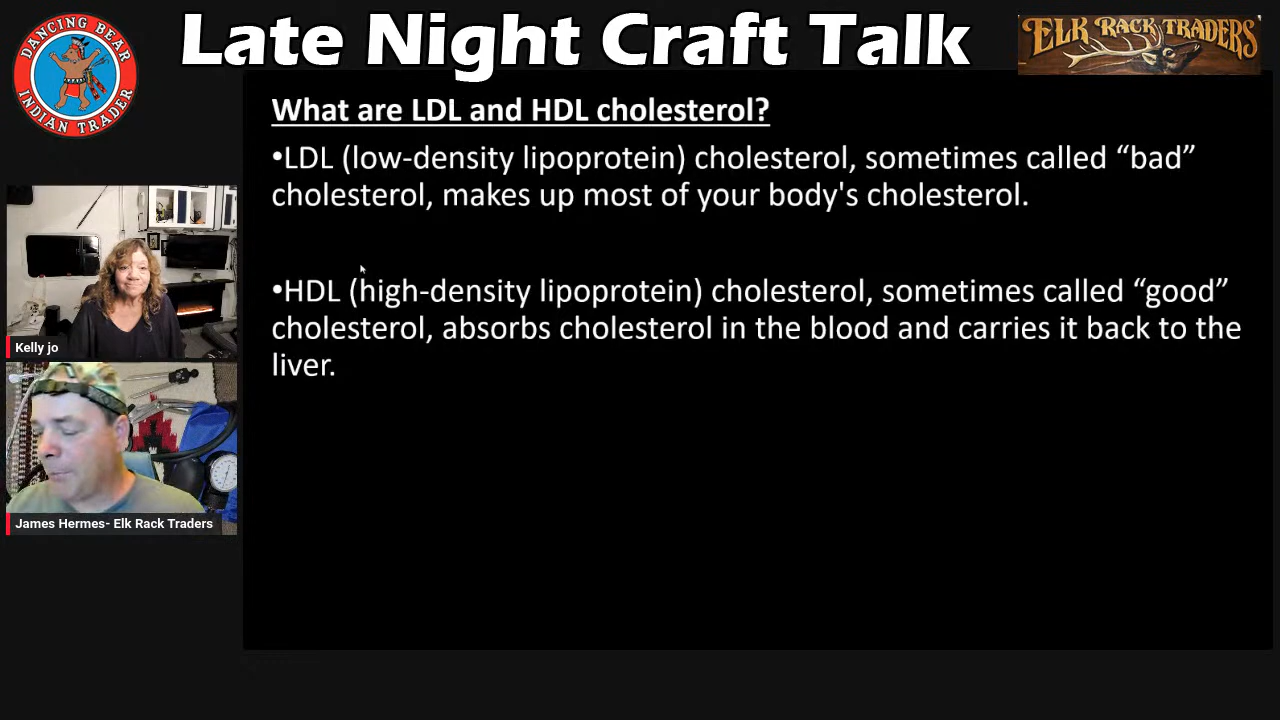 DANCING BEAR
INDIAN TRADER
Late Night Craft Talk
ELK RACK TRADERS
What are LDL and HDL cholesterol?
•LDL (low-density lipoprotein) cholesterol, sometimes called “bad”
cholesterol, makes up most of your body's cholesterol.
•HDL (high-density lipoprotein) cholesterol, sometimes called “good”
cholesterol, absorbs cholesterol in the blood and carries it back to the
liver.
Kelly jo
James Hermes- Elk Rack Traders